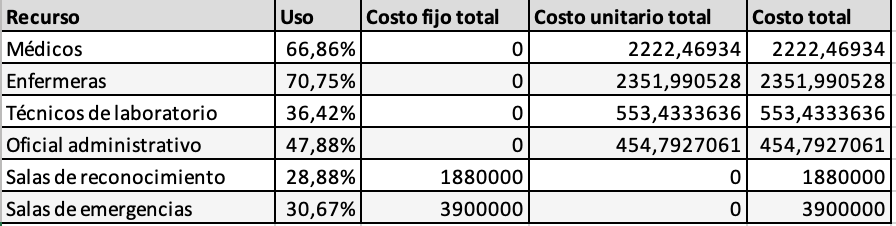 Recurso Uso Costo fijo total Costo unitario total Costo total
Médicos 66,86% 0 2222,46934 2222,46934
Enfermeras 70,75% 0 2351,990528 2351,990528
Técnicos de laboratorio 36,42% 0 553,4333636 553,4333636
Oficial administrativo 47,88% 0 454,7927061 454,7927061
Salas de reconocimiento 28,88% 1880000 0 1880000
Salas de emergencias 30,67% 3900000 0 3900000